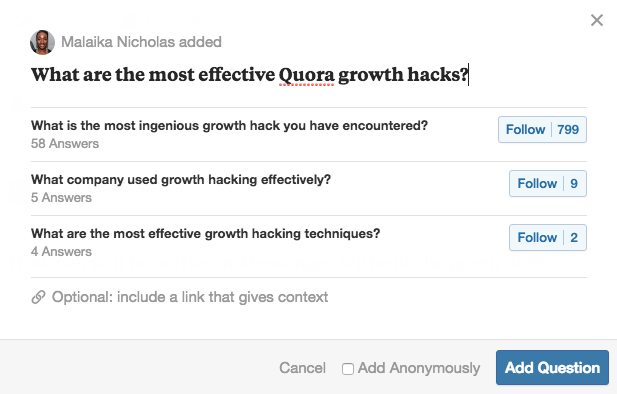 Malaika Nicholas added
What are the most effective Quora growth hacks?
What is the most ingenious growth hack you have encountered?
58 Answers
Follow 799
What company used growth hacking effectively?
5 Answers
Follow 9
What are the most effective growth hacking techniques?
4 Answers
Follow 2
Optional: include a link that gives context
Cancel Add Anonymously Add Question